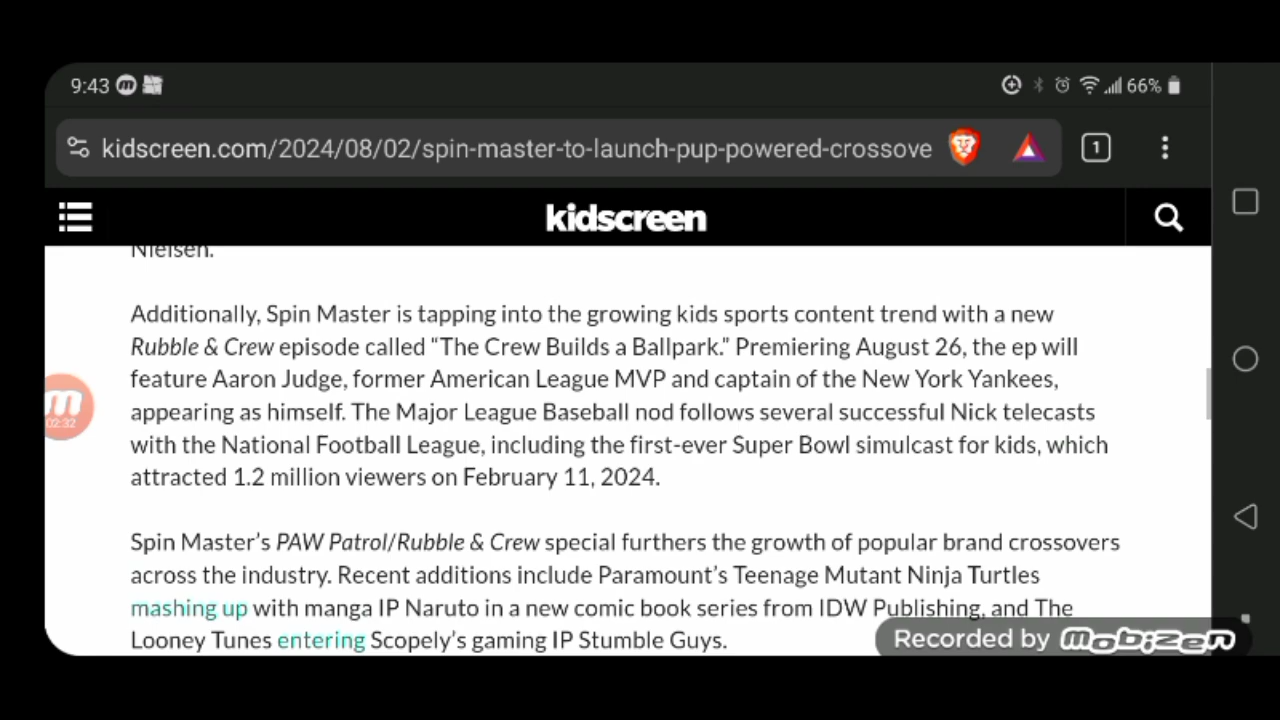 9:43
66%
kidscreen.com/2024/08/02/spin-master-to-launch-pup-powered-crossove
1
kidscreen
Nielsen.
Additionally, Spin Master is tapping into the growing kids sports content trend with a new
Rubble & Crew episode called “The Crew Builds a Ballpark.” Premiering August 26, the ep will
feature Aaron Judge, former American League MVP and captain of the New York Yankees,
appearing as himself. The Major League Baseball nod follows several successful Nick telecasts
with the National Football League, including the first-ever Super Bowl simulcast for kids, which
attracted 1.2 million viewers on February 11, 2024.
02:32
Spin Master’s PAW Patrol/Rubble & Crew special furthers the growth of popular brand crossovers
across the industry. Recent additions include Paramount’s Teenage Mutant Ninja Turtles
mashing up with manga IP Naruto in a new comic book series from IDW Publishing, and The
Looney Tunes entering Scopely’s gaming IP Stumble Guys.
Recorded by Mobizen